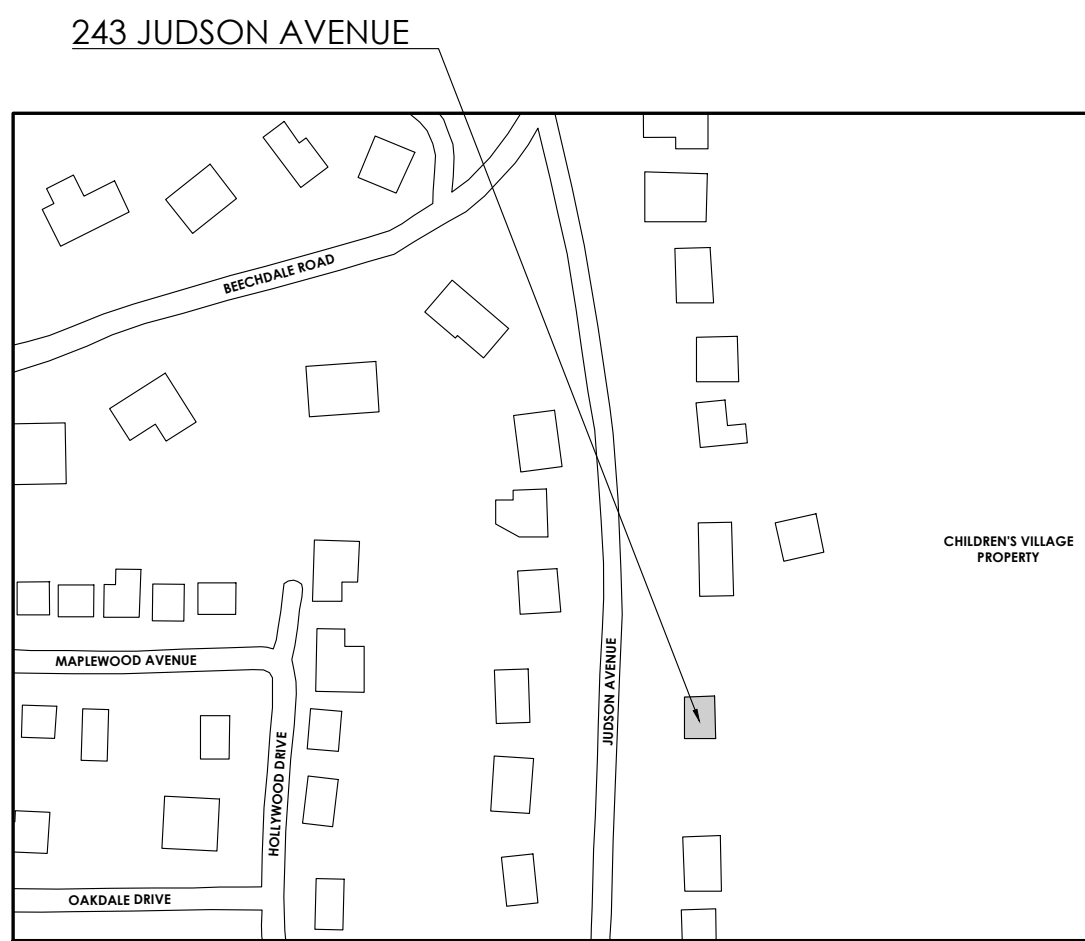 243 JUDSON AVENUE
BEECHDALE ROAD
CHILDREN'S VILLAGE
PROPERTY
MAPLEWOOD AVENUE
JUDSON AVENUE
HOLLYWOOD DRIVE
OAKDALE DRIVE